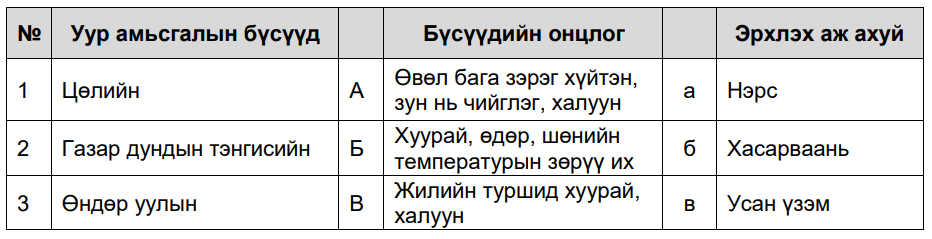 № Уур амьсгалын бүсүүд Бүсүүдийн онцлог Эрхлэх аж ахуй
1 Цөлийн А Өвөл бага зэрэг хүйтэн, зун нь чийглэг, халуун а Нэрс
2 Газар дундын тэнгисийн Б Хуурай, өдөр, шөнийн температурын зөрүү их б Хасарваань
3 Өндөр уулын В Жилийн туршид хуурай, халуун в Усан үзэм